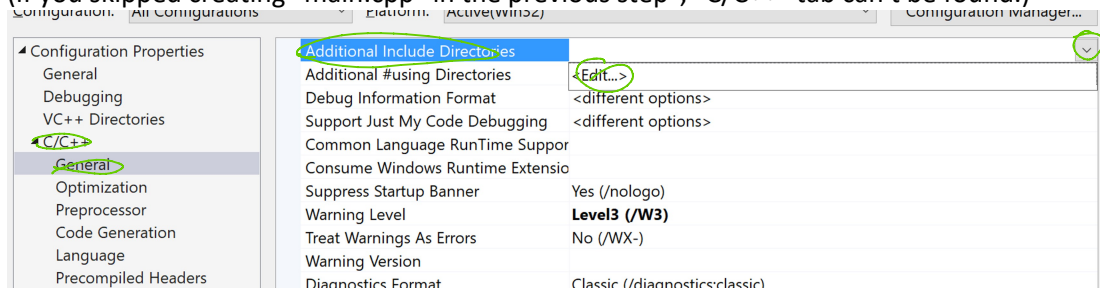 (If you skipped creating "main.cpp" in the previous step , "C/C++" tab can't be found.)
Configuration: All Configurations Platform: Active(Win32) Configuration Manager...
Configuration Properties
General
Debugging
VC++ Directories
C/C++
General
Optimization
Preprocessor
Code Generation
Language
Precompiled Headers
Additional Include Directories
Additional #using Directories <Edit...>
Debug Information Format <different options>
Support Just My Code Debugging <different options>
Common Language RunTime Suppor
Consume Windows Runtime Extensio
Suppress Startup Banner Yes (/nologo)
Warning Level Level3 (/W3)
Treat Warnings As Errors No (/WX-)
Warning Version
Diagnostics Format Classic (/diagnostics:classic)